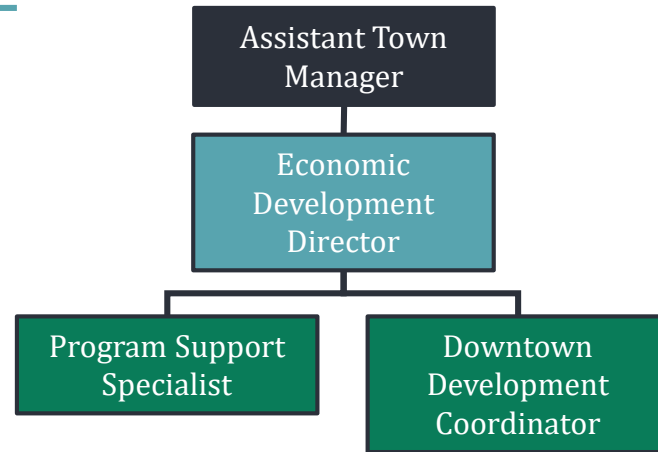 Assistant Town
Manager
Economic
Development
Director
Program Support
Specialist
Downtown
Development
Coordinator